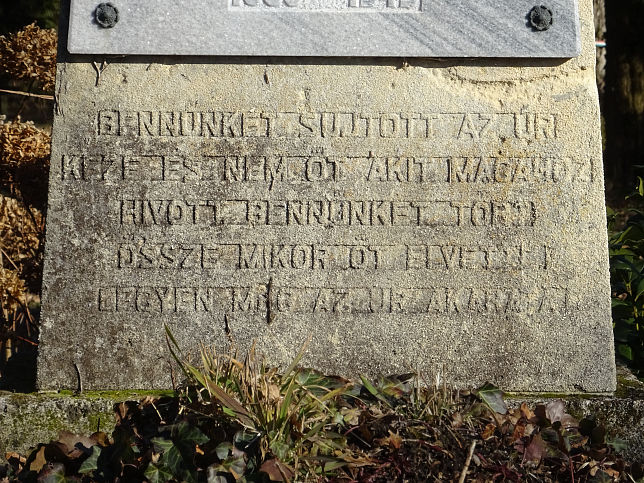 BENNÜNKET SUJTOTT AZ ÚR
KEZE ÉS NEM ŐT AKIT MAGÁHOZ
HIVOTT. BENNÜNKET TÖRT
ÖSSZE MIKOR ŐT ELVETTE!
LEGYEN MEG AZ ÚR AKARATA!